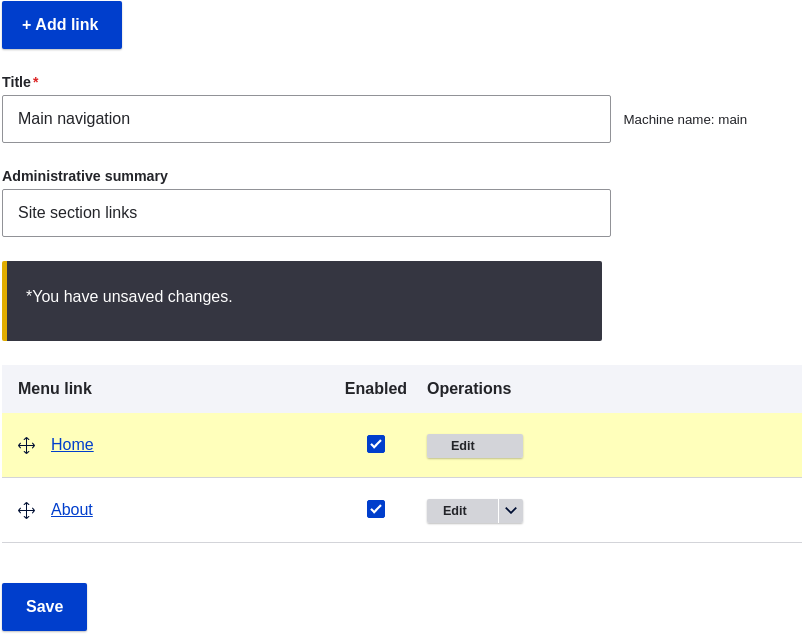 + Add link
Title*
Main navigation
Machine name: main
Administrative summary
Site section links
*You have unsaved changes.
Menu link Enabled Operations
Home Edit
About Edit
Save